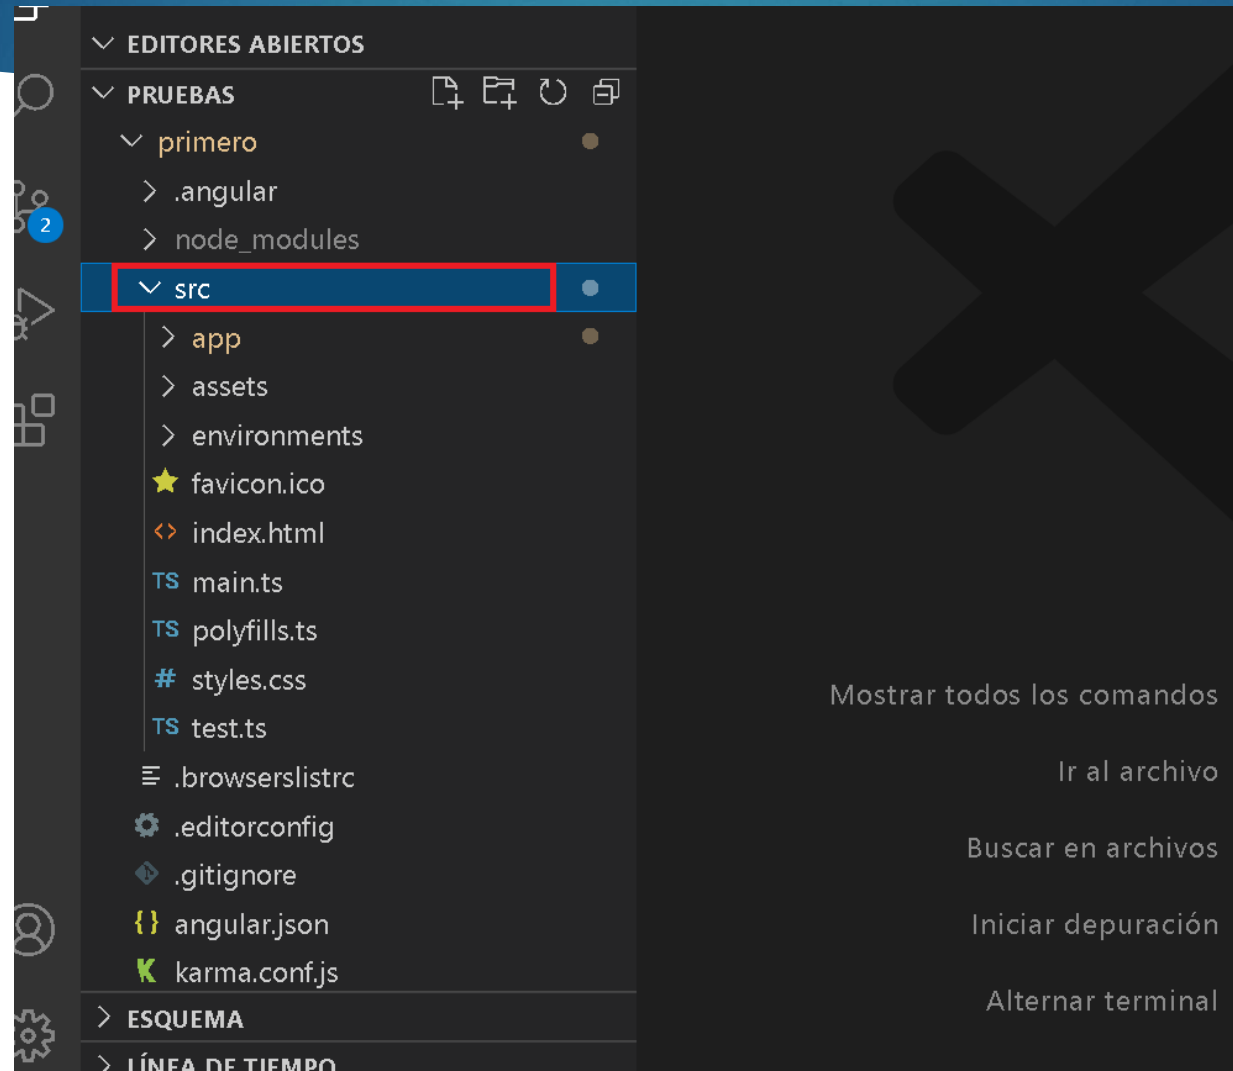 EDITORES ABIERTOS
PRUEBAS
primero
.angular
node_modules
2
src
app
assets
environments
favicon.ico
<> index.html
TS main.ts
TS polyfills.ts
# styles.css
TS test.ts
.browserslistrc
.editorconfig
.gitignore
{} angular.json
K karma.conf.js
ESQUEMA
LÍNEA DE TIEMPO
Mostrar todos los comandos
Ir al archivo
Buscar en archivos
Iniciar depuración
Alternar terminal